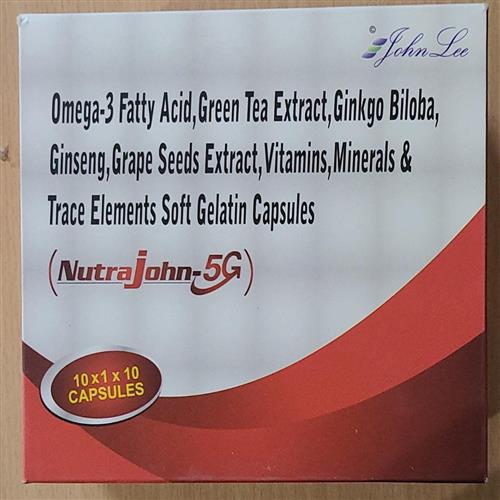 ©
John Lee
Omega-3 Fatty Acid,Green Tea Extract,Ginkgo Biloba,
Ginseng,Grape Seeds Extract,Vitamins,Minerals &
Trace Elements Soft Gelatin Capsules
(NutraJohn-5G)
10x1x10
CAPSULES